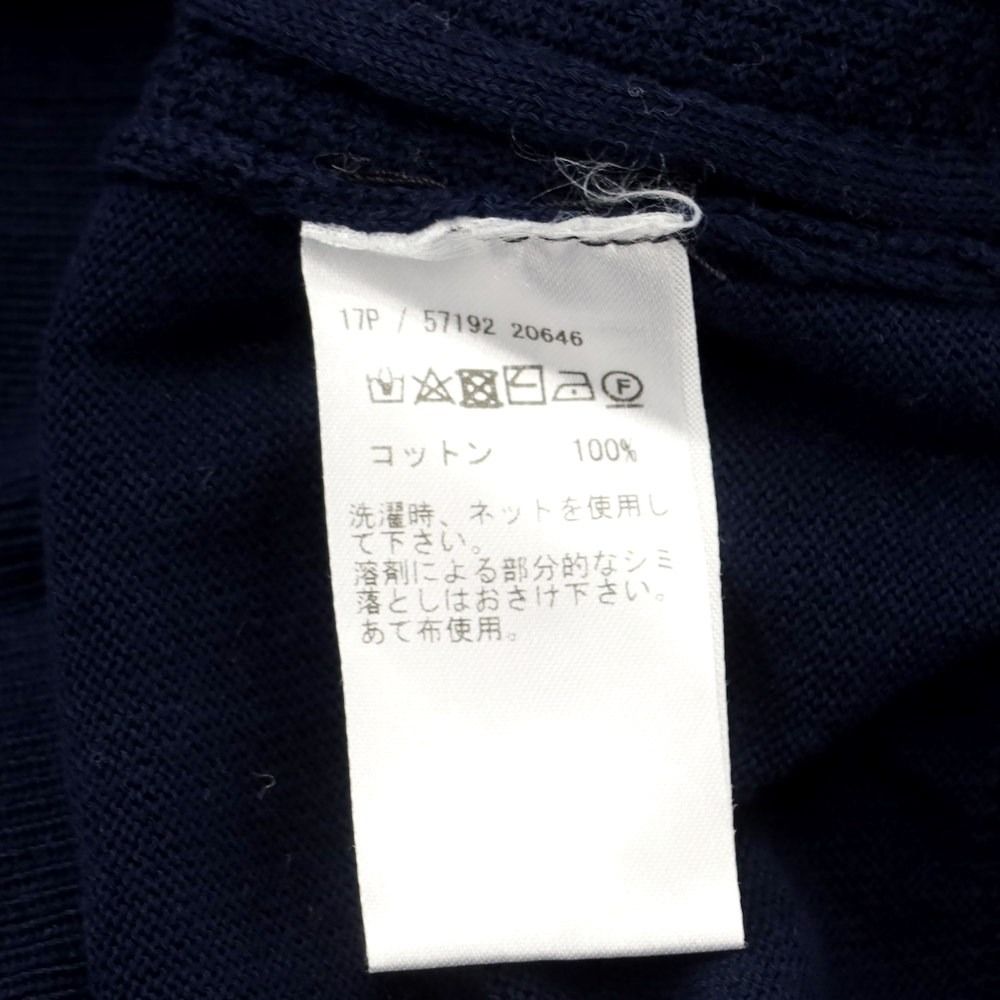 17P / 57192 20646
F
コットン 100%
洗濯時、ネットを使用し
て下さい。
溶剤による部分的なシミ
落としはおさけ下さい。
あて布使用。